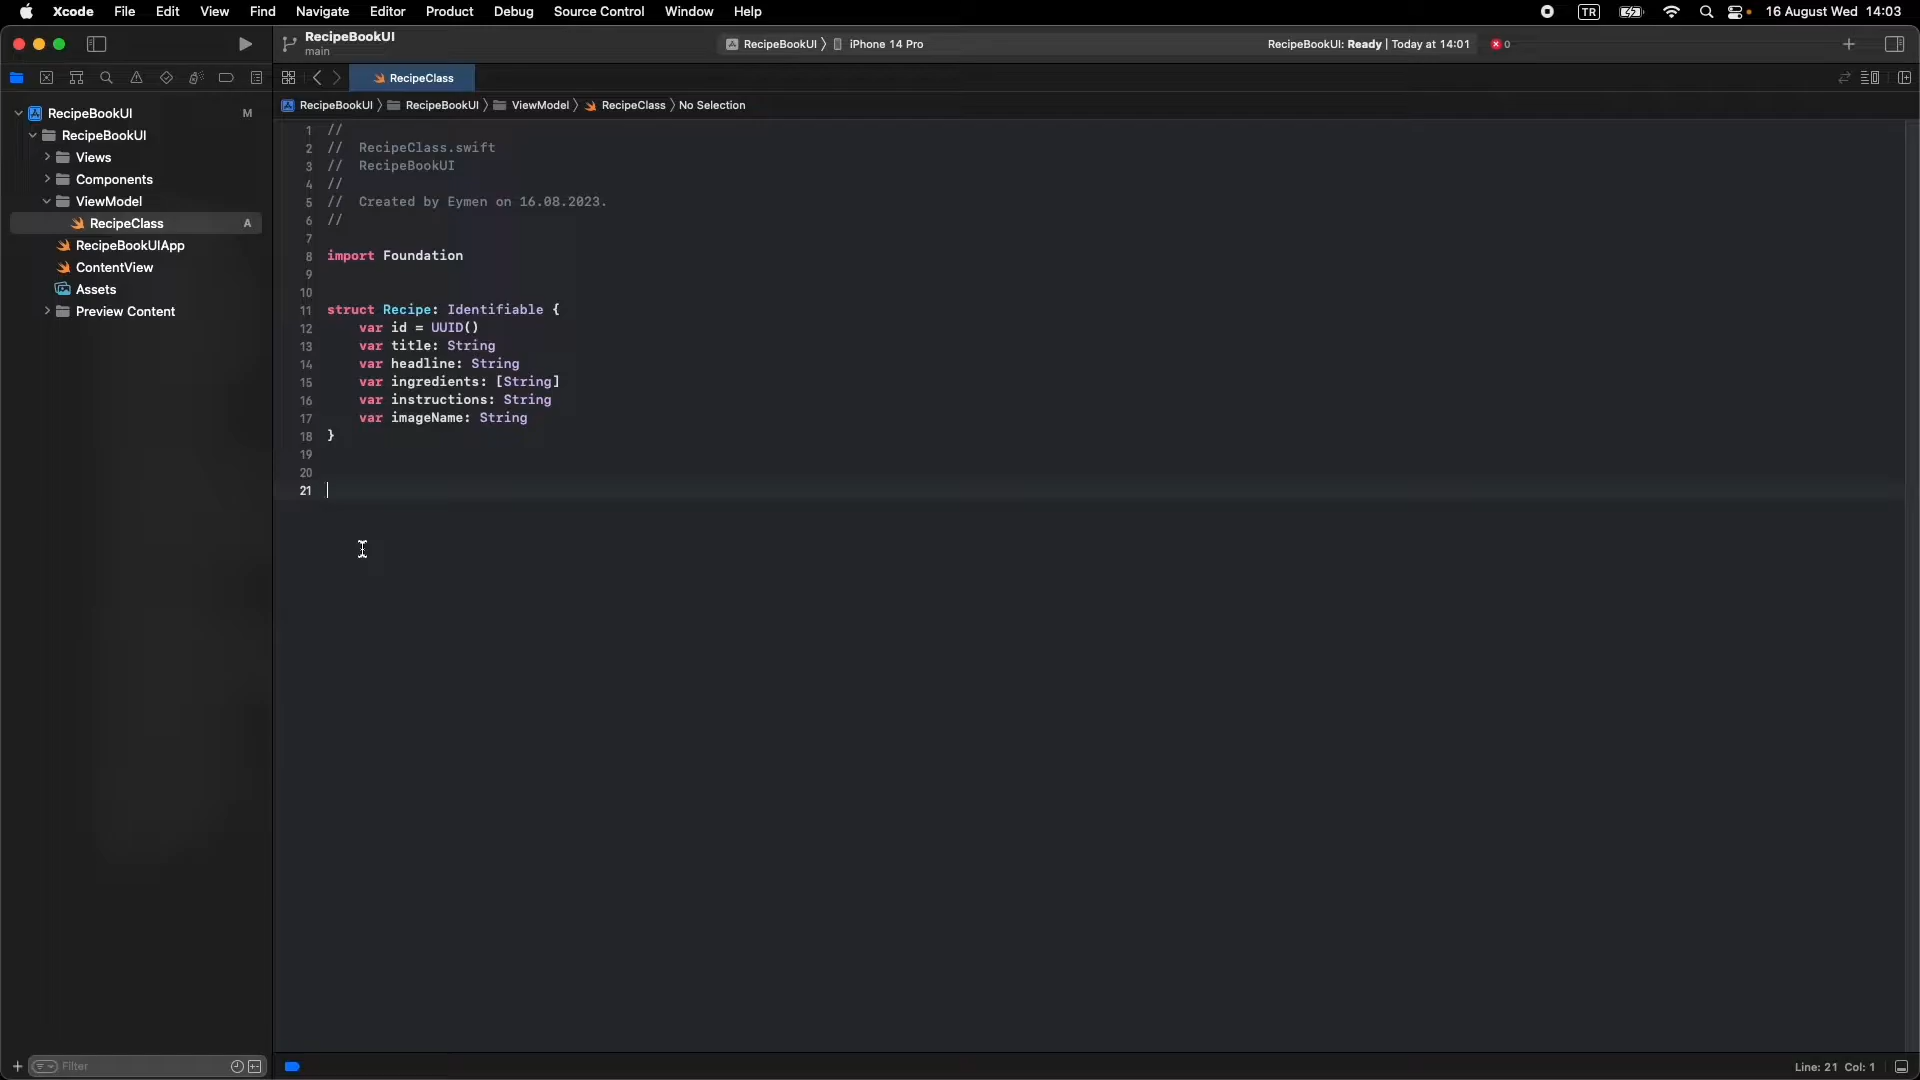 Xcode File Edit View Find Navigate Editor Product Debug Source Control Window Help TR 16 August Wed 14:03
RecipeBookUI
main
RecipeBookUI iPhone 14 Pro RecipeBookUI: Ready | Today at 14:01 0
RecipeClass
RecipeBookUI RecipeBookUI ViewModel RecipeClass No Selection
RecipeBookUI M
RecipeBookUI
Views
Components
ViewModel
RecipeClass A
RecipeBookUIApp
ContentView
Assets
Preview Content
1 //
2 // RecipeClass.swift
3 // RecipeBookUI
4 //
5 // Created by Eymen on 16.08.2023.
6 //
7
8 import Foundation
9
10
11 struct Recipe: Identifiable {
12 var id = UUID()
13 var title: String
14 var headline: String
15 var ingredients: [String]
16 var instructions: String
17 var imageName: String
18 }
19
20
21
Filter
Line: 21 Col: 1